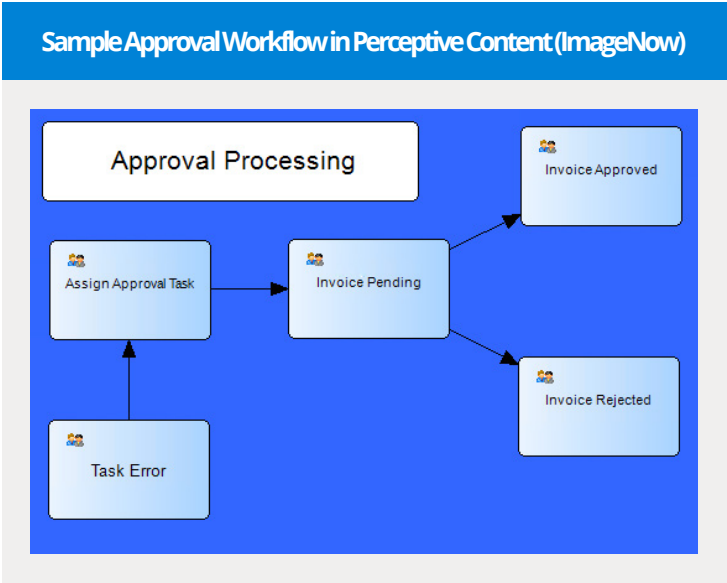 Sample Approval Workflow in Perceptive Content (ImageNow)
Approval Processing
Invoice Approved
Assign Approval Task
Invoice Pending
Invoice Rejected
Task Error